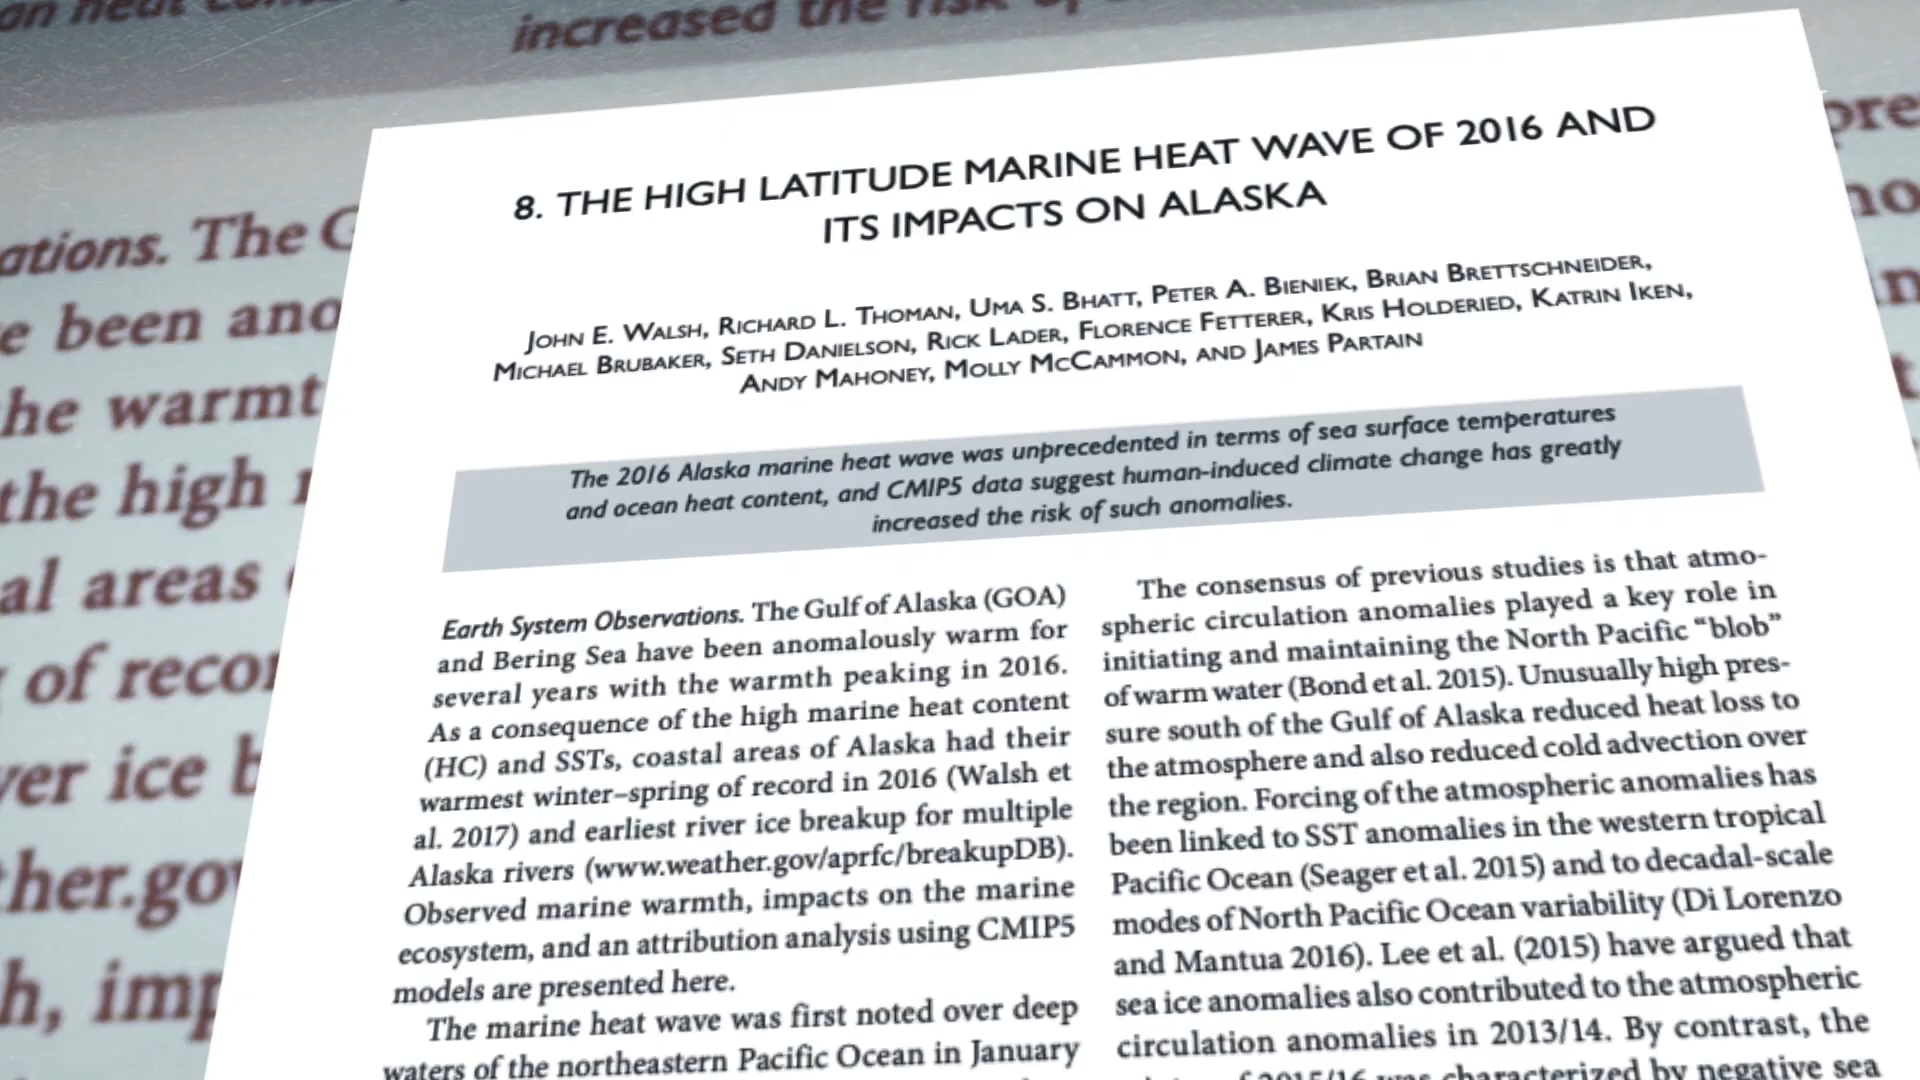 increased the risk
8. THE HIGH LATITUDE MARINE HEAT WAVE OF 2016 AND
ITS IMPACTS ON ALASKA
JOHN E. WALSH, RICHARD L. THOMAN, UMA S. BHATT, PETER A. BIENIEK, BRIAN BRETTSCHNEIDER,
MICHAEL BRUBAKER, SETH DANIELSON, RICK LADER, FLORENCE FETTERER, KRIS HOLDERIED, KATRIN IKEN,
ANDY MAHONEY, MOLLY MCCAMMON, AND JAMES PARTAIN
The 2016 Alaska marine heat wave was unprecedented in terms of sea surface temperatures
and ocean heat content, and CMIP5 data suggest human-induced climate change has greatly
increased the risk of such anomalies.
Earth System Observations. The Gulf of Alaska (GOA)
and Bering Sea have been anomalously warm for
several years with the warmth peaking in 2016.
As a consequence of the high marine heat content
(HC) and SSTs, coastal areas of Alaska had their
warmest winter–spring of record in 2016 (Walsh et
al. 2017) and earliest river ice breakup for multiple
Alaska rivers (www.weather.gov/aprfc/breakupDB).
Observed marine warmth, impacts on the marine
ecosystem, and an attribution analysis using CMIP5
models are presented here.
The marine heat wave was first noted over deep
waters of the northeastern Pacific Ocean in January
The consensus of previous studies is that atmo-
spheric circulation anomalies played a key role in
initiating and maintaining the North Pacific “blob”
of warm water (Bond et al. 2015). Unusually high pres-
sure south of the Gulf of Alaska reduced heat loss to
the atmosphere and also reduced cold advection over
the region. Forcing of the atmospheric anomalies has
been linked to SST anomalies in the western tropical
Pacific Ocean (Seager et al. 2015) and to decadal-scale
modes of North Pacific Ocean variability (Di Lorenzo
and Mantua 2016). Lee et al. (2015) have argued that
sea ice anomalies also contributed to the atmospheric
circulation anomalies in 2013/14. By contrast, the
of 2015/16 was characterized by negative sea
ations. The G
e been ano
he warmt
the high
al areas
of recor
ver ice b
her.gov
h, imp